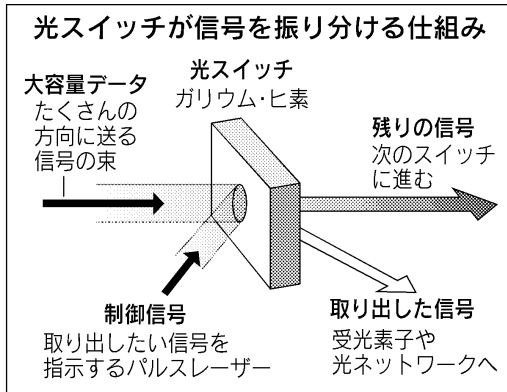 光スイッチが信号を振り分ける仕組み
大容量データ
たくさんの
方向に送る
信号の束
光スイッチ
ガリウム・ヒ素
残りの信号
次のスイッチ
に進む
制御信号
取り出したい信号を
指示するパルスレーザー
取り出した信号
受光素子や
光ネットワークへ